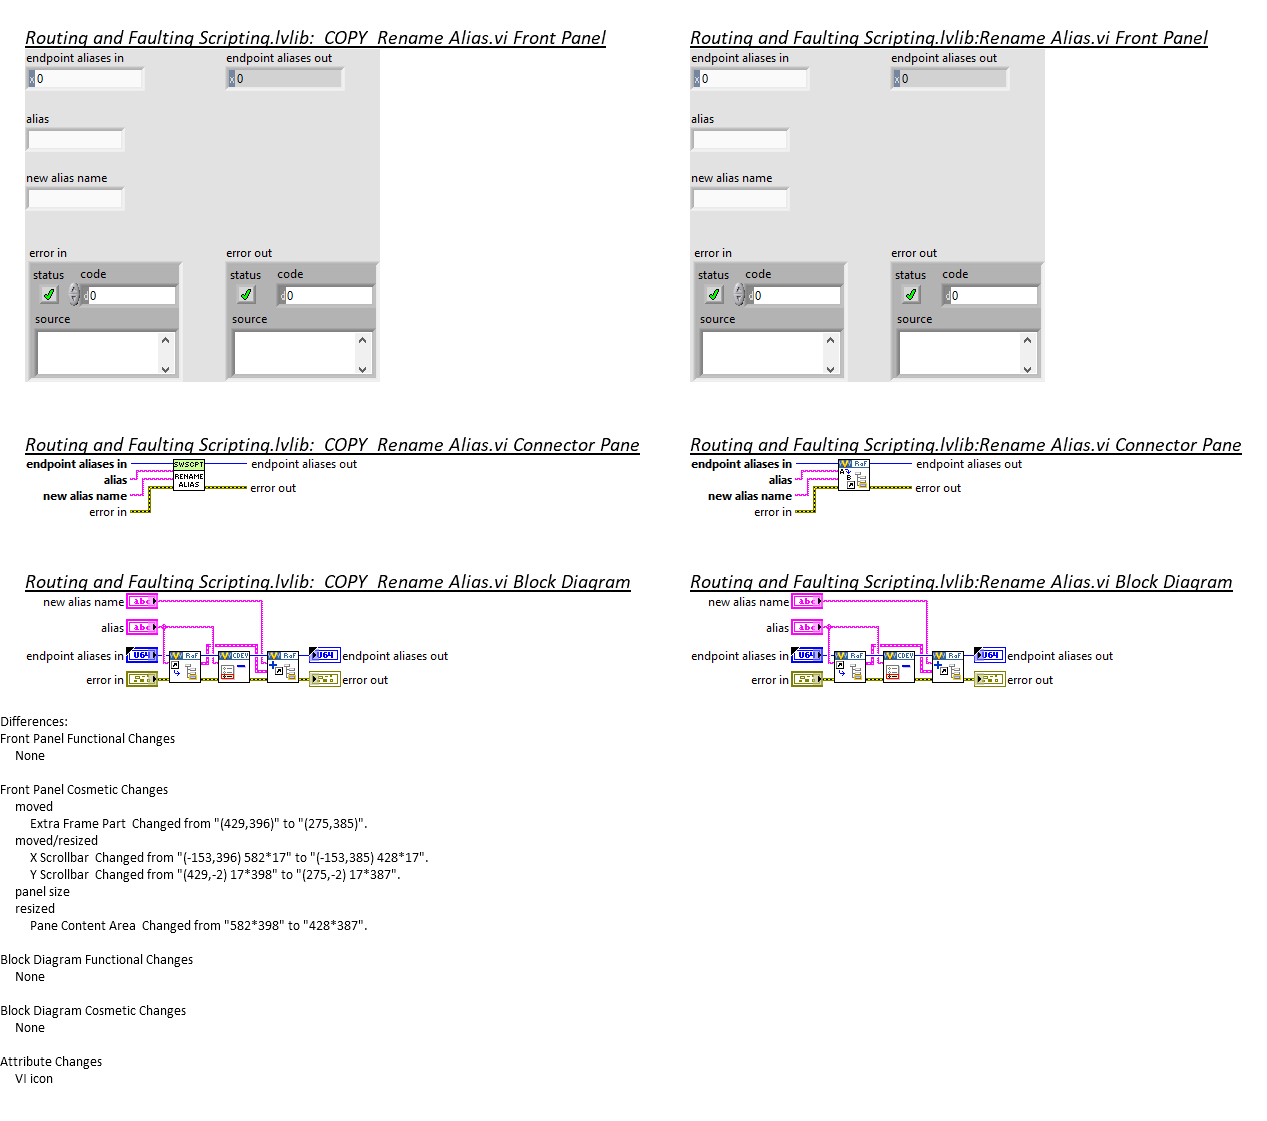 Routing and Faulting Scripting.lvlib:_COPY_Rename Alias.vi Front Panel
endpoint aliases in
endpoint aliases out
x 0
x 0
alias
new alias name
error in
error out
status code
status code
d 0
d 0
source
source
Routing and Faulting Scripting.lvlib:Rename Alias.vi Front Panel
endpoint aliases in
endpoint aliases out
x 0
x 0
alias
new alias name
error in
error out
status code
status code
d 0
d 0
source
source
Routing and Faulting Scripting.lvlib:_COPY_Rename Alias.vi Connector Pane
endpoint aliases in
alias
new alias name
error in
SWSCPT
RENAME
ALIAS
endpoint aliases out
error out
Routing and Faulting Scripting.lvlib:Rename Alias.vi Connector Pane
endpoint aliases in
alias
new alias name
error in
RaF
A
B
endpoint aliases out
error out
Routing and Faulting Scripting.lvlib:_COPY_Rename Alias.vi Block Diagram
new alias name
abc
alias
abc
endpoint aliases in
U64
RaF
CDEV
RaF
U64
endpoint aliases out
error in
error out
Routing and Faulting Scripting.lvlib:Rename Alias.vi Block Diagram
new alias name
abc
alias
abc
endpoint aliases in
U64
RaF
CDEV
RaF
U64
endpoint aliases out
error in
error out
Differences:
Front Panel Functional Changes
None
Front Panel Cosmetic Changes
moved
Extra Frame Part  Changed from "(429,396)" to "(275,385)".
moved/resized
X Scrollbar  Changed from "(-153,396) 582*17" to "(-153,385) 428*17".
Y Scrollbar  Changed from "(429,-2) 17*398" to "(275,-2) 17*387".
panel size
resized
Pane Content Area  Changed from "582*398" to "428*387".
Block Diagram Functional Changes
None
Block Diagram Cosmetic Changes
None
Attribute Changes
VI icon